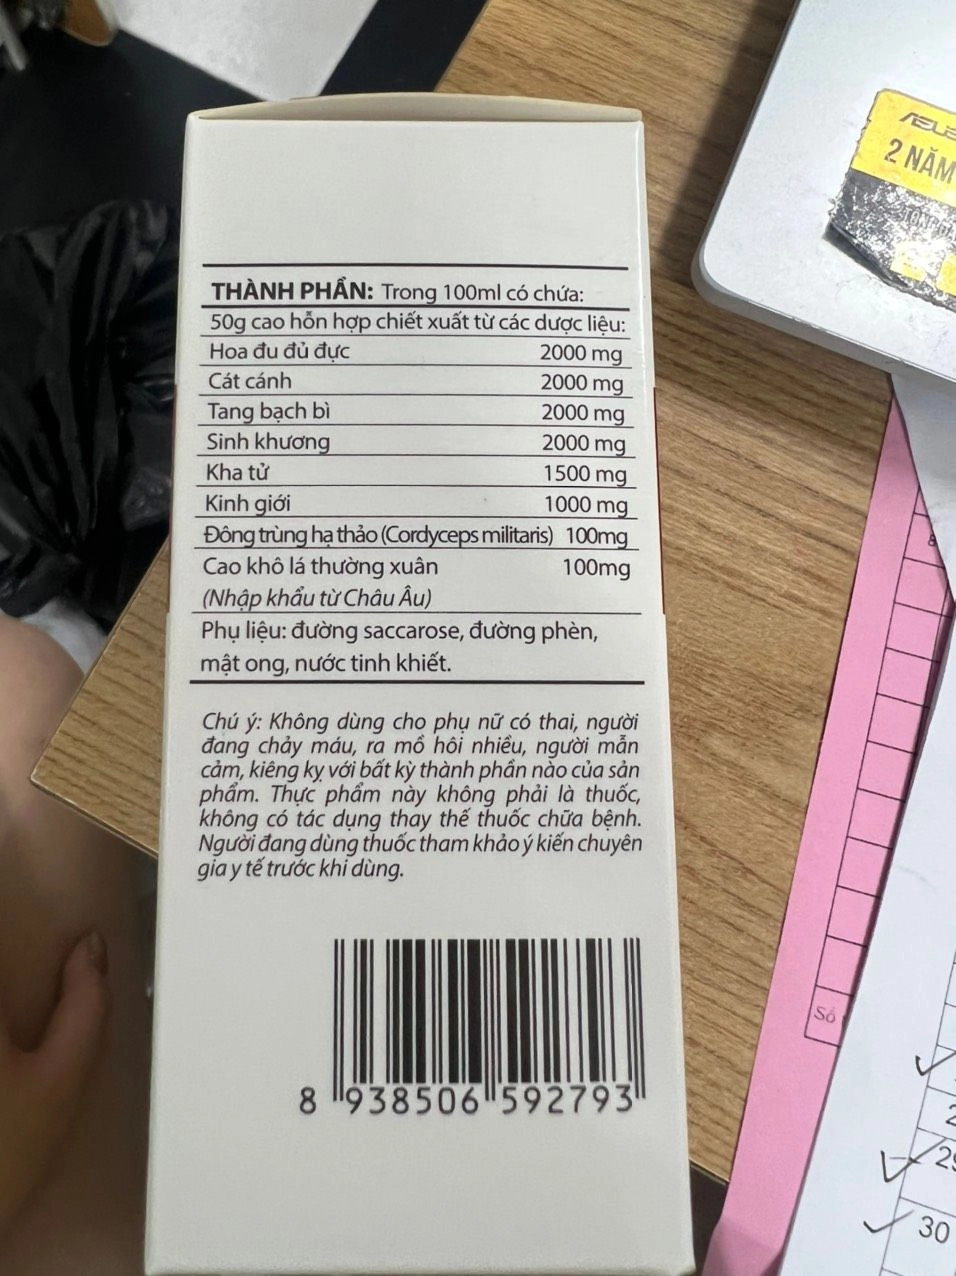 THÀNH PHẦN: Trong 100ml có chứa:
50g cao hỗn hợp chiết xuất từ các dược liệu:
Hoa đu đủ đực 2000 mg
Cát cánh 2000 mg
Tang bạch bì 2000 mg
Sinh khương 2000 mg
Kha tử 1500 mg
Kinh giới 1000 mg
Đông trùng hạ thảo (Cordyceps militaris) 100mg
Cao khô lá thường xuân 100mg
(Nhập khẩu từ Châu Âu)
Phụ liệu: đường saccarose, đường phèn,
mật ong, nước tinh khiết.
Chú ý: Không dùng cho phụ nữ có thai, người
đang chảy máu, ra mồ hôi nhiều, người mẫn
cảm, kiêng kỵ với bất kỳ thành phần nào của sản
phẩm. Thực phẩm này không phải là thuốc,
không có tác dụng thay thế thuốc chữa bệnh.
Người đang dùng thuốc tham khảo ý kiến chuyên
gia y tế trước khi dùng.
8 938506 592793
2 NĂM
Số
29
30